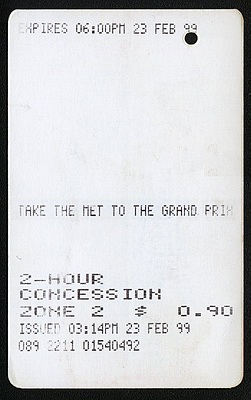 EXPIRES 06:00PM 23 FEB 99
TAKE THE MET TO THE GRAND PRIX
2-HOUR
CONCESSION
ZONE 2 $ 0.90
ISSUED 03:14PM 23 FEB 99
089 2211 01540492